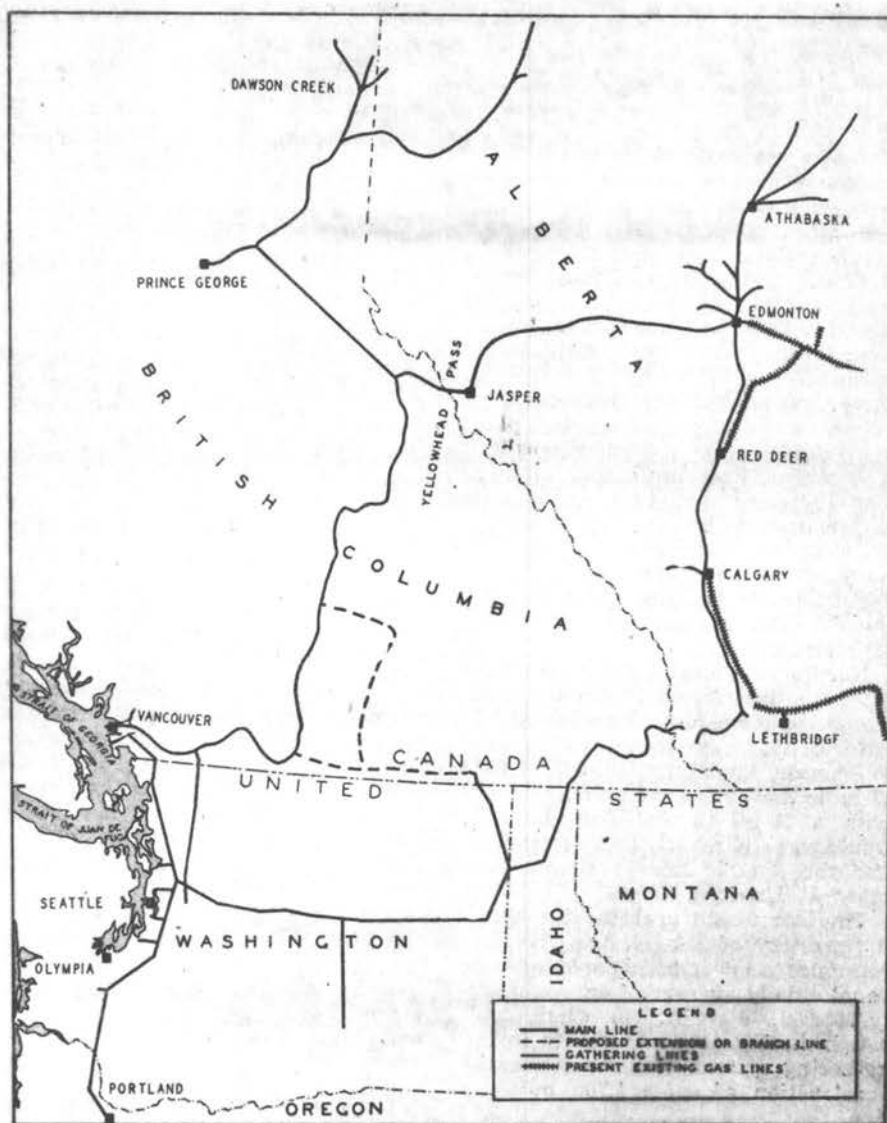 DAWSON CREEK
ALBERTA
ATHABASKA
PRINCE GEORGE
EDMONTON
BRITISH
YELLOWHEAD PASS
JASPER
RED DEER
COLUMBIA
CALGARY
STRAIT OF GEORGIA
VANCOUVER
LETHBRIDGE
CANADA
UNITED STATES
STRAIT OF JUAN DE
FUCA
SEATTLE
MONTANA
WASHINGTON
IDAHO
OLYMPIA
LEGEND
MAIN LINE
PROPOSED EXTENSION OR BRANCH LINE
GATHERING LINES
PRESENT EXISTING GAS LINES
PORTLAND
OREGON